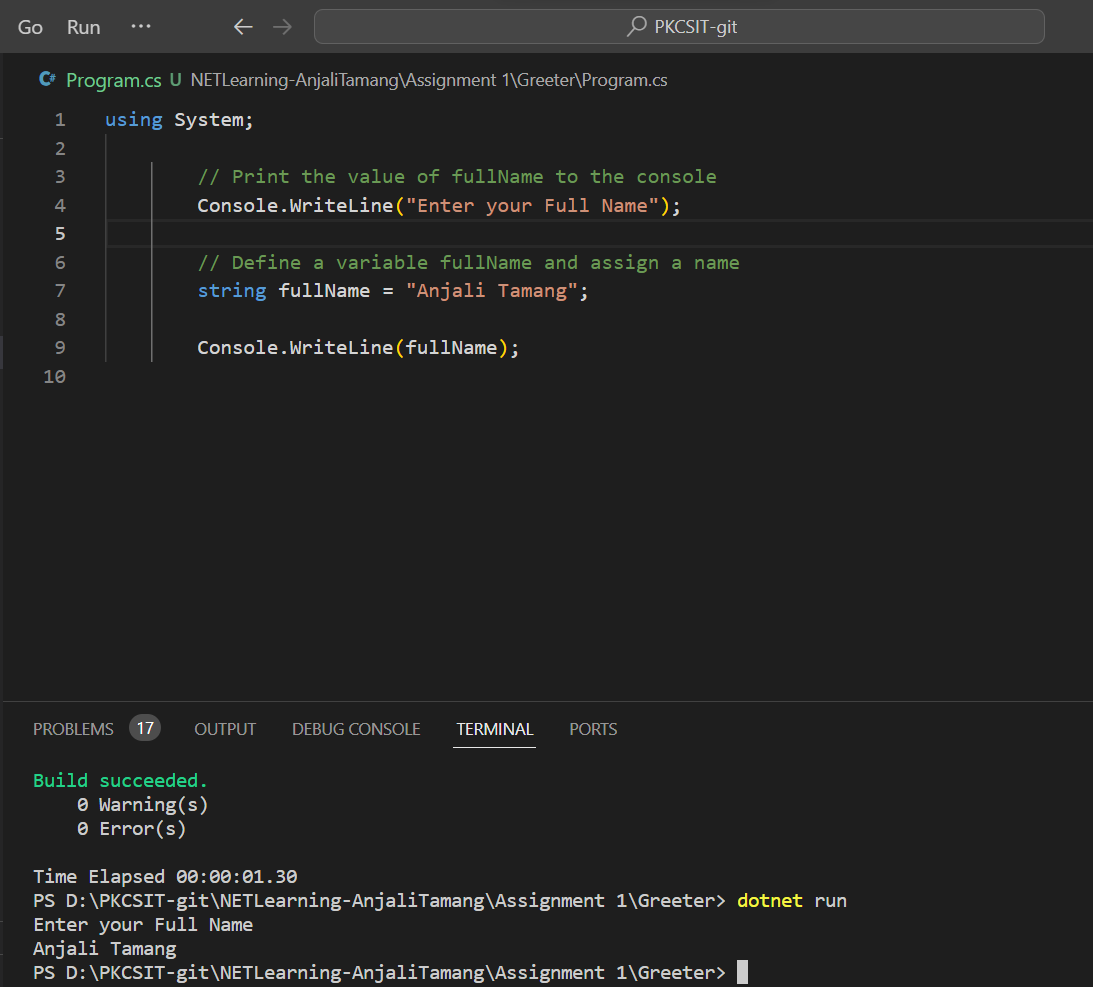 Go Run ··· ← → PKCSIT-git
C# Program.cs U NETLearning-AnjaliTamang\Assignment 1\Greeter\Program.cs
1 using System;
2
3 // Print the value of fullName to the console
4 Console.WriteLine("Enter your Full Name");
5
6 // Define a variable fullName and assign a name
7 string fullName = "Anjali Tamang";
8
9 Console.WriteLine(fullName);
10
PROBLEMS 17 OUTPUT DEBUG CONSOLE TERMINAL PORTS
Build succeeded.
0 Warning(s)
0 Error(s)
Time Elapsed 00:00:01.30
PS D:\PKCSIT-git\NETLearning-AnjaliTamang\Assignment 1\Greeter> dotnet run
Enter your Full Name
Anjali Tamang
PS D:\PKCSIT-git\NETLearning-AnjaliTamang\Assignment 1\Greeter>